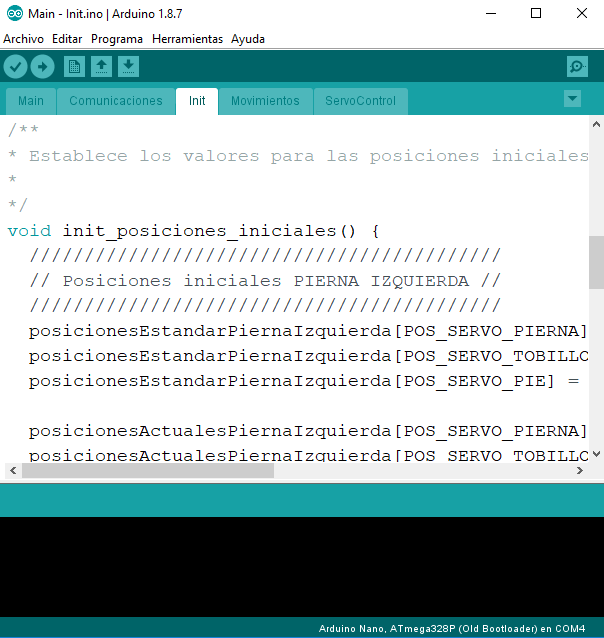 Main - Init.ino | Arduino 1.8.7
Archivo Editar Programa Herramientas Ayuda
Main Comunicaciones Init Movimientos ServoControl
/**
* Establece los valores para las posiciones iniciales
*
*/
void init_posiciones_iniciales() {
///////////////////////////////////////////
// Posiciones iniciales PIERNA IZQUIERDA //
///////////////////////////////////////////
posicionesEstandarPiernaIzquierda[POS_SERVO_PIERNA]
posicionesEstandarPiernaIzquierda[POS_SERVO_TOBILLO
posicionesEstandarPiernaIzquierda[POS_SERVO_PIE] =
posicionesActualesPiernaIzquierda[POS_SERVO_PIERNA]
posicionesActualesPiernaIzquierda[POS_SERVO_TOBILLO
Arduino Nano, ATmega328P (Old Bootloader) en COM4